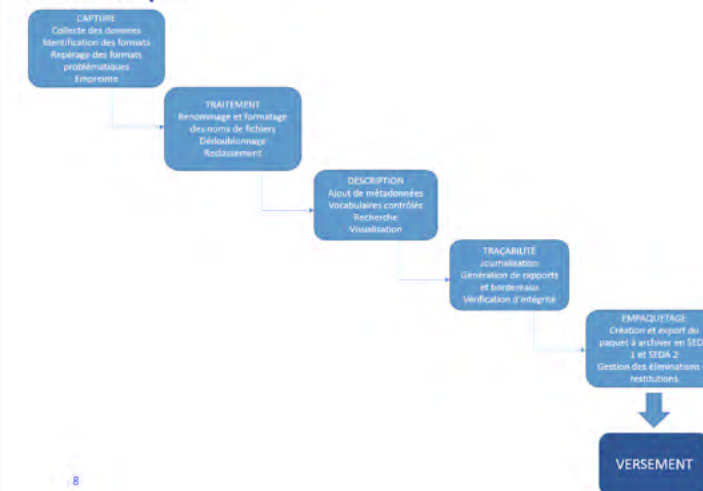 CAPTURE
Collecte des données
Identification des formats
Repérage des formats
problématiques
Empreinte
TRAITEMENT
Renommage et formatage
des noms de fichiers
Dédoublonnage
Reclassement
DESCRIPTION
Ajout de métadonnées
Vocabulaires contrôlés
Recherche
Visualisation
TRAÇABILITÉ
Journalisation
Génération de rapports
et bordereaux
Vérification d'intégrité
EMPAQUETAGE
Création et export du
paquet à archiver en SED
1 et SEDA 2
Gestion des éliminations
restitutions
VERSEMENT
8